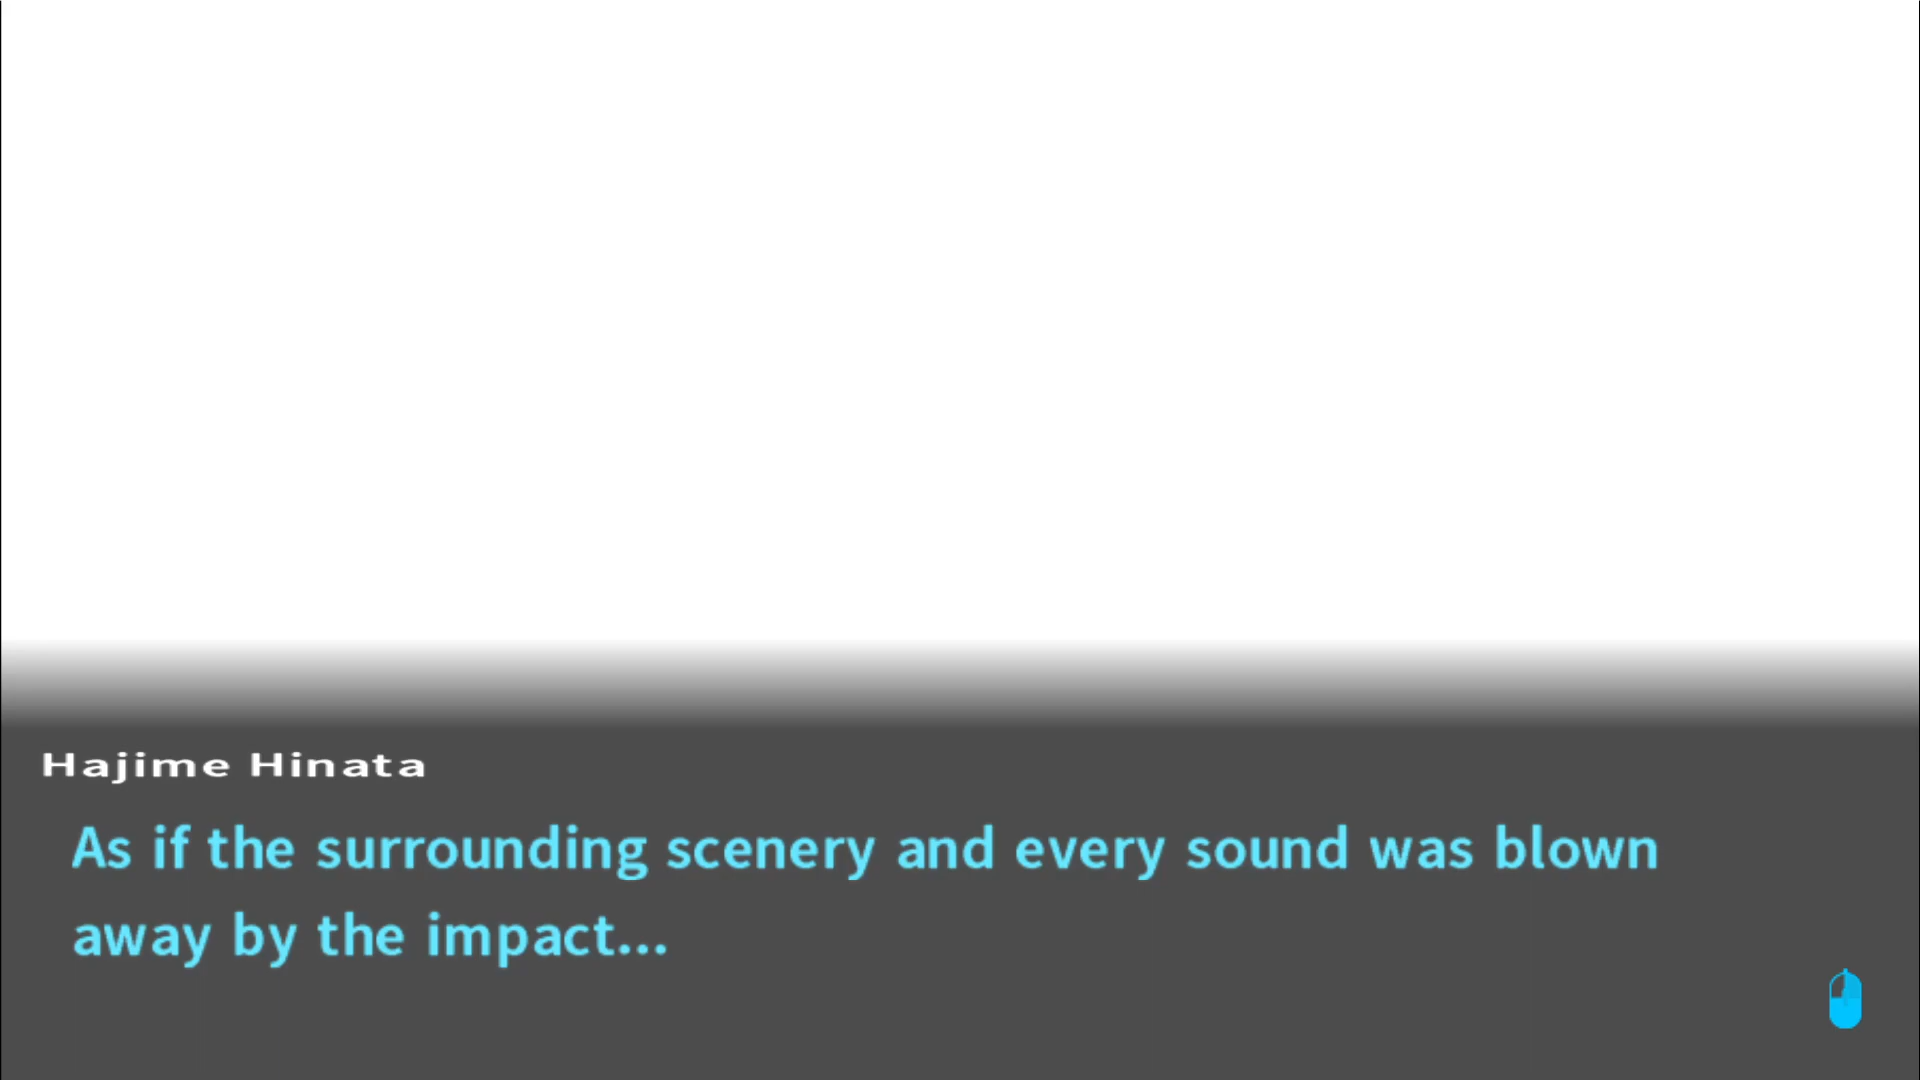 Hajime Hinata
As if the surrounding scenery and every sound was blown
away by the impact...